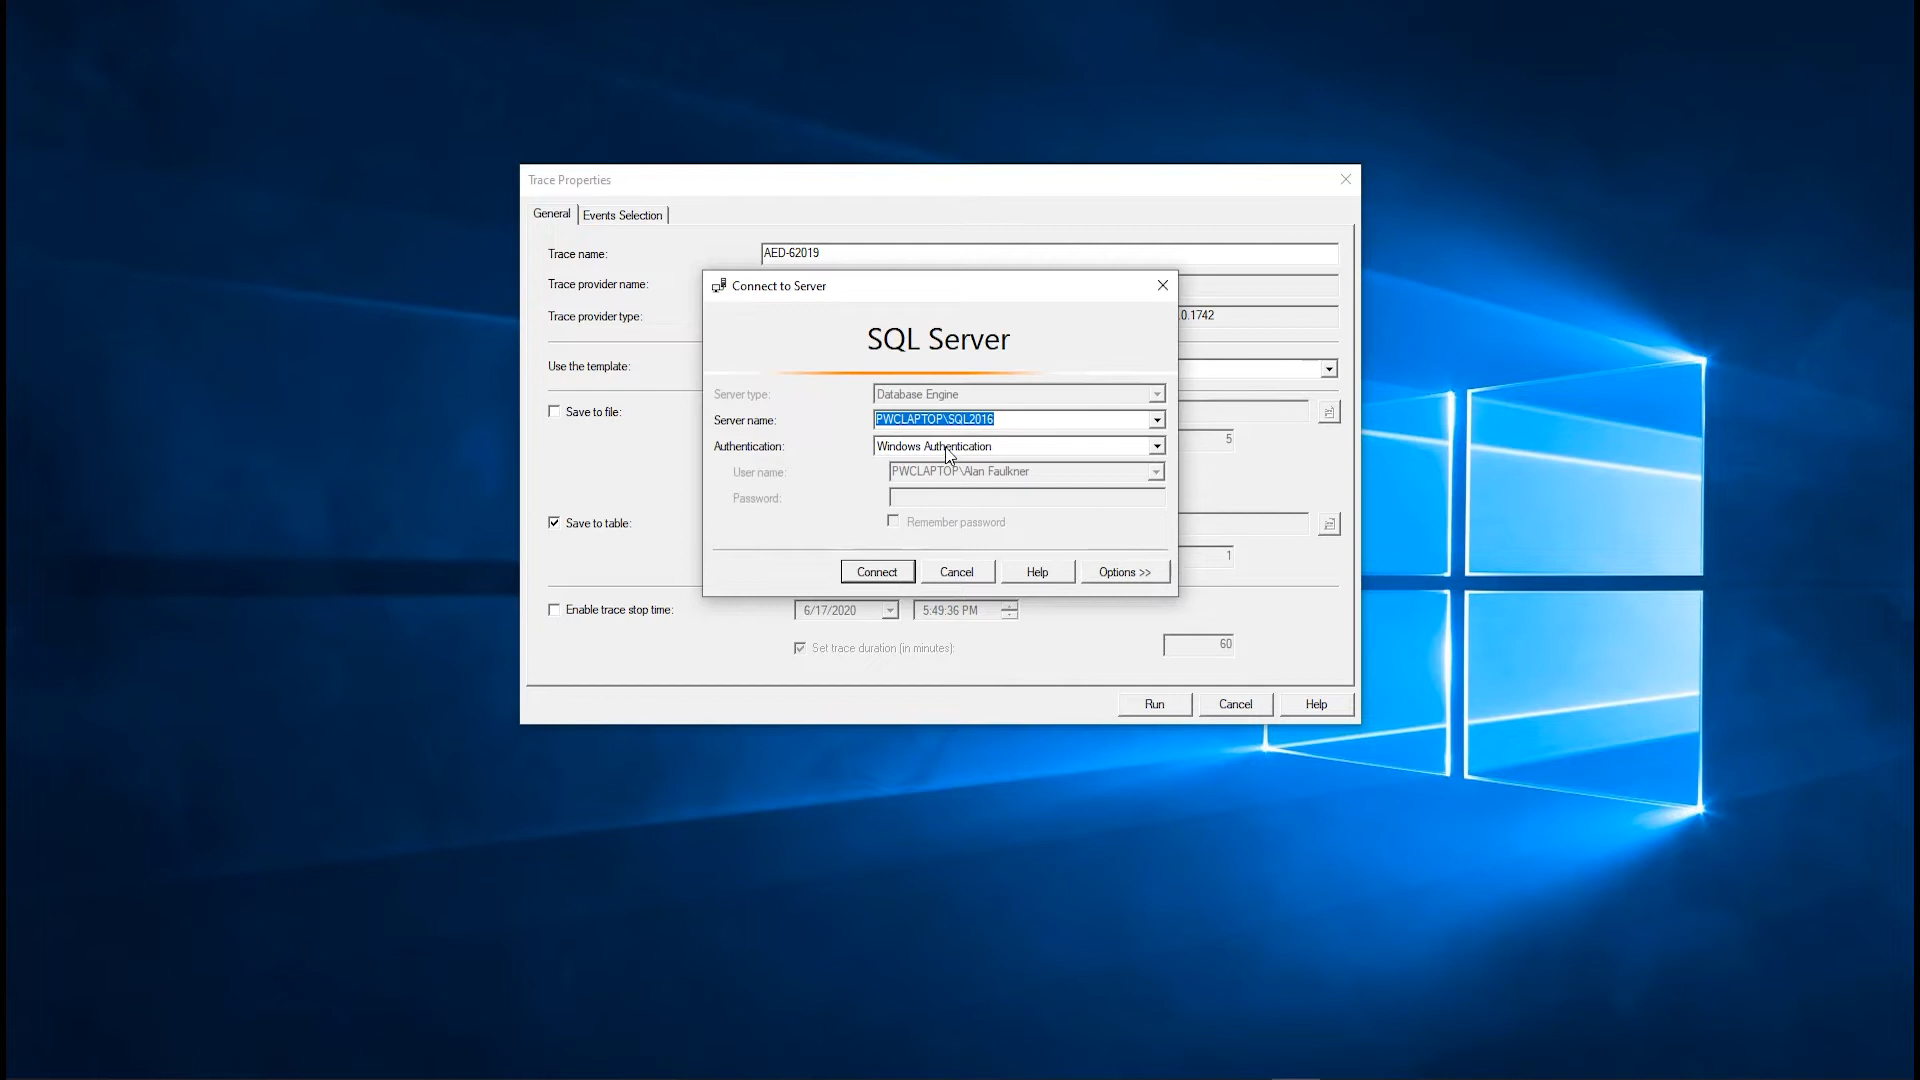 Trace Properties
General
Events Selection
Trace name:
AED-62019
Trace provider name:
Trace provider type:
.0.1742
Use the template:
Save to file:
5
Save to table:
1
Enable trace stop time:
6/17/2020
5:49:36 PM
Set trace duration (in minutes):
60
Run
Cancel
Help
Connect to Server
SQL Server
Server type:
Database Engine
Server name:
PWCLAPTOP\SQL2016
Authentication:
Windows Authentication
User name:
PWCLAPTOP\Alan Faulkner
Password:
Remember password
Connect
Cancel
Help
Options >>